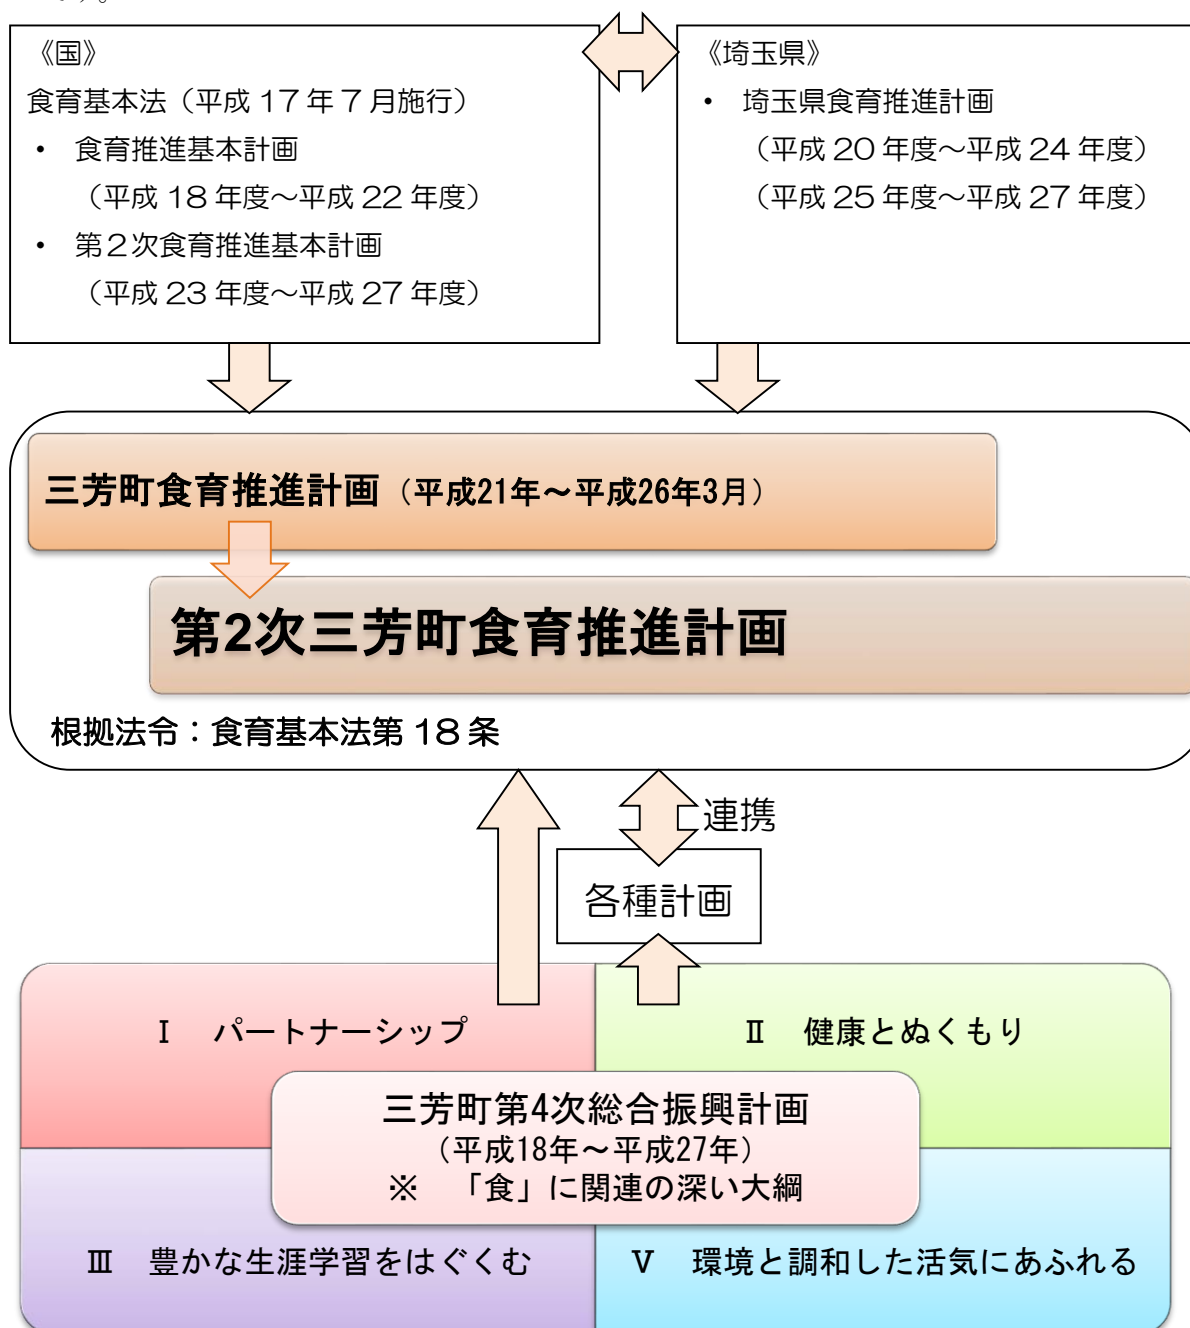 ます。
《国》
食育基本法（平成 17 年 7 月施行）
・ 食育推進基本計画
（平成 18 年度～平成 22 年度）
・ 第２次食育推進基本計画
（平成 23 年度～平成 27 年度）
《埼玉県》
・ 埼玉県食育推進計画
（平成 20 年度～平成 24 年度）
（平成 25 年度～平成 27 年度）
三芳町食育推進計画（平成21年～平成26年3月）
第2次三芳町食育推進計画
根拠法令：食育基本法第 18 条
連携
各種計画
Ⅰ　パートナーシップ
Ⅱ　健康とぬくもり
三芳町第4次総合振興計画
（平成18年～平成27年）
※　「食」に関連の深い大綱
Ⅲ　豊かな生涯学習をはぐくむ
Ⅴ　環境と調和した活気にあふれる